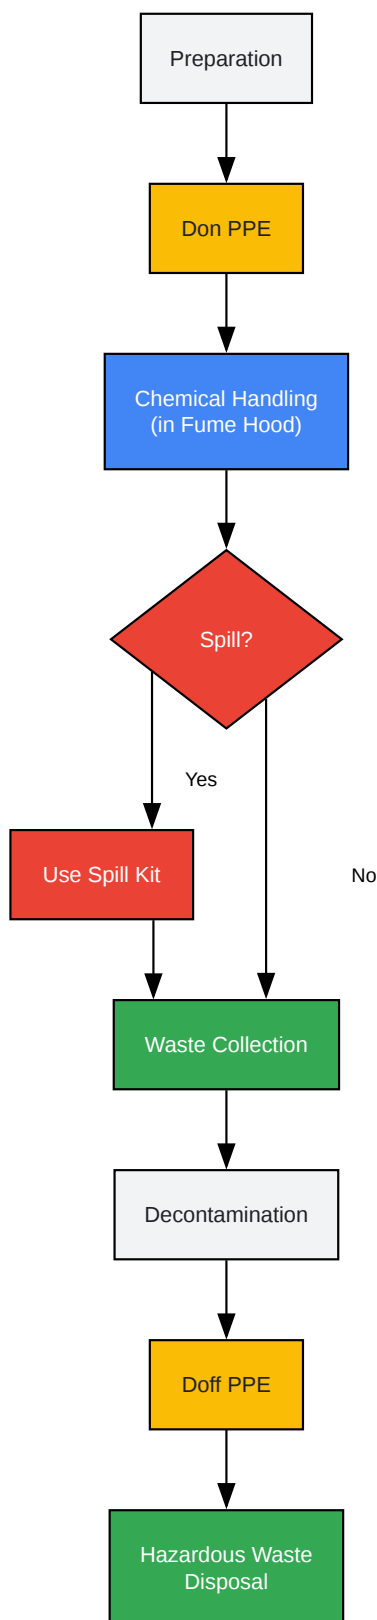 Preparation
Don PPE
Chemical Handling
(in Fume Hood)
Spill?
Yes
Use Spill Kit
No
Waste Collection
Decontamination
Doff PPE
Hazardous Waste
Disposal